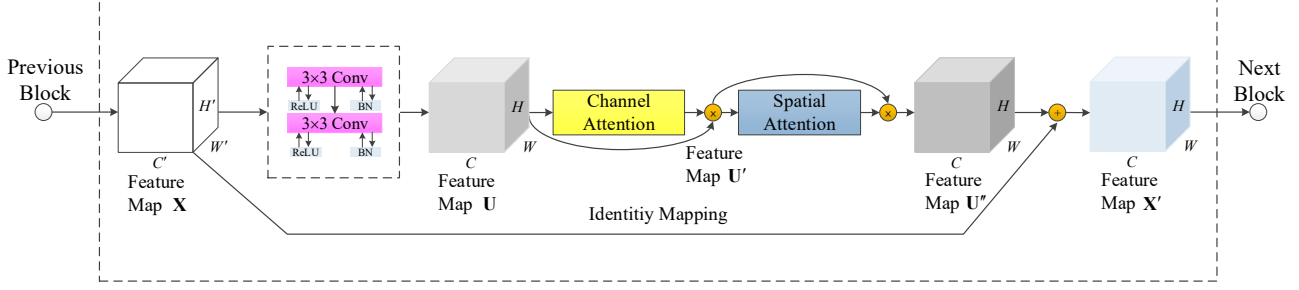 Previous
Block
H'
W'
C'
Feature
Map X
3×3 Conv
ReLU
BN
3×3 Conv
ReLU
BN
H
W
C
Feature
Map U
Channel
Attention
×
Feature
Map U'
Spatial
Attention
×
H
W
C
Feature
Map U″
+
Identitiy Mapping
H
W
C
Feature
Map X'
Next
Block